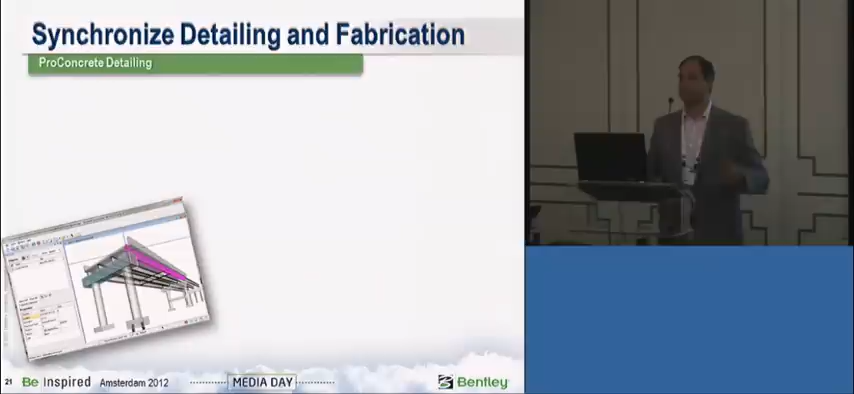 Synchronize Detailing and Fabrication
ProConcrete Detailing
21 Be Inspired Amsterdam 2012 MEDIA DAY Bentley